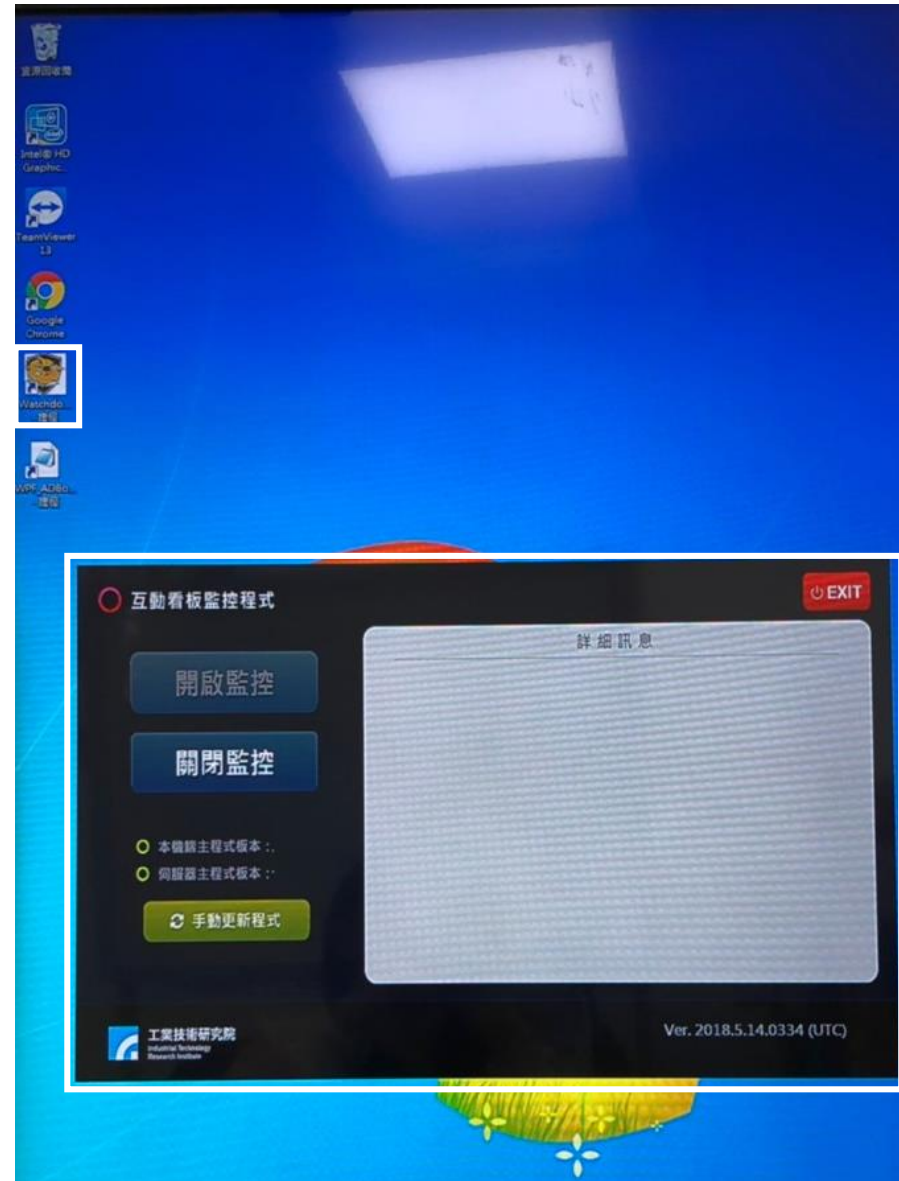 資源回收筒
Intel® HD
Graphic...
TeamViewer
13
Google
Chrome
Waschdo...
- 捷徑
WPF_ADBo...
- 捷徑
互動看板監控程式
EXIT
開啟監控
關閉監控
詳細訊息
本機端主程式板本：
伺服器主程式板本：
手動更新程式
工業技術研究院
Industrial Technology
Research Institute
Ver. 2018.5.14.0334 (UTC)